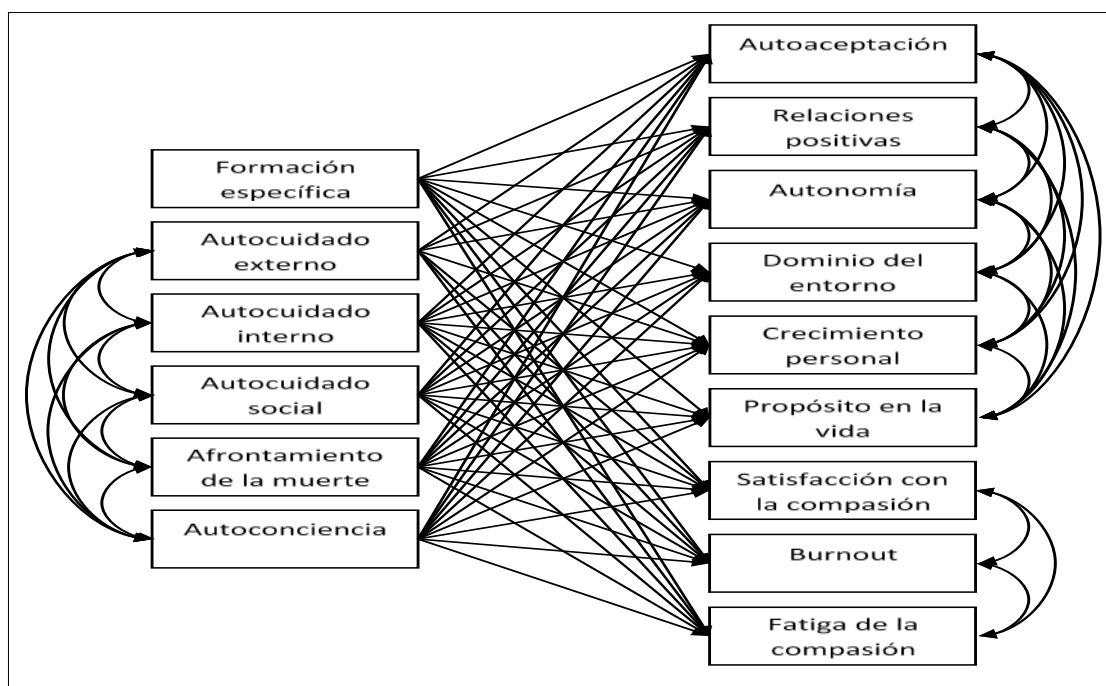 Formación
específica
Autocuidado
externo
Autocuidado
interno
Autocuidado
social
Afrontamiento
de la muerte
Autoconciencia
Autoaceptación
Relaciones
positivas
Autonomía
Dominio del
entorno
Crecimiento
personal
Propósito en la
vida
Satisfacción con
la compasión
Burnout
Fatiga de la
compasión